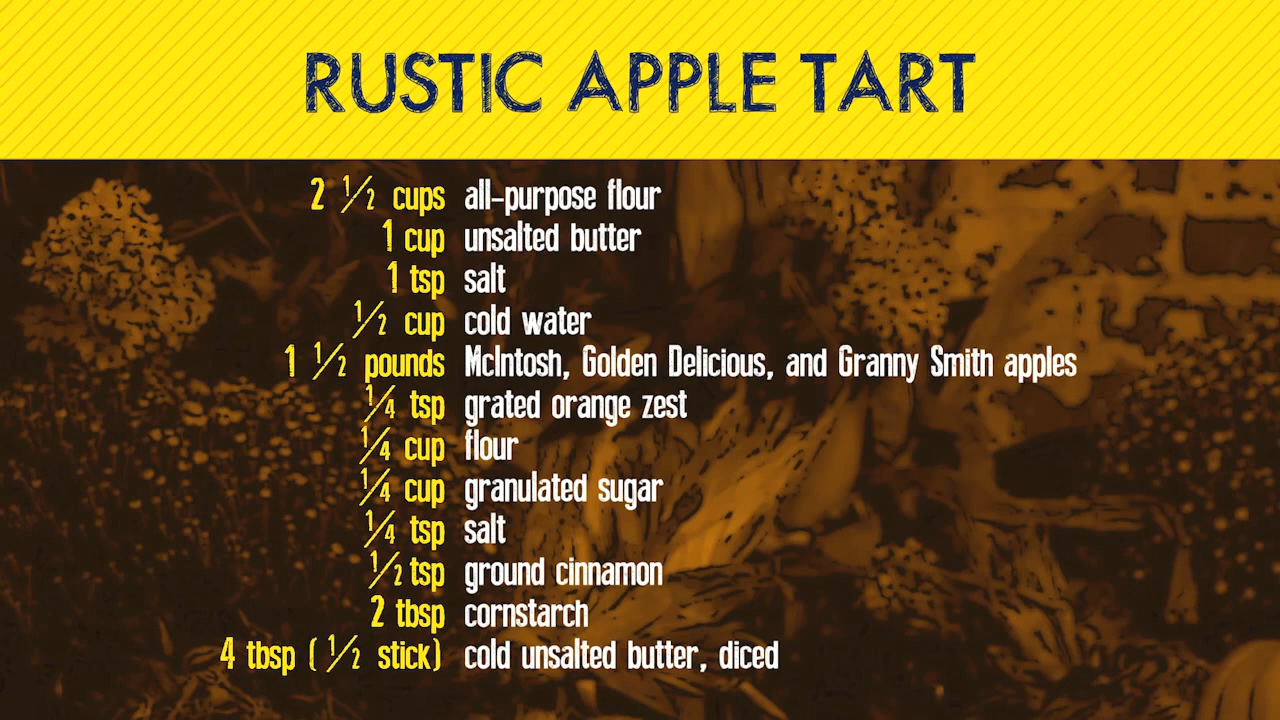 RUSTIC APPLE TART
2 1/2 cups all-purpose flour
1 cup unsalted butter
1 tsp salt
1/2 cup cold water
1 1/2 pounds McIntosh, Golden Delicious, and Granny Smith apples
1/4 tsp grated orange zest
1/4 cup flour
1/4 cup granulated sugar
1/4 tsp salt
1/2 tsp ground cinnamon
2 tbsp cornstarch
4 tbsp (1/2 stick) cold unsalted butter, diced